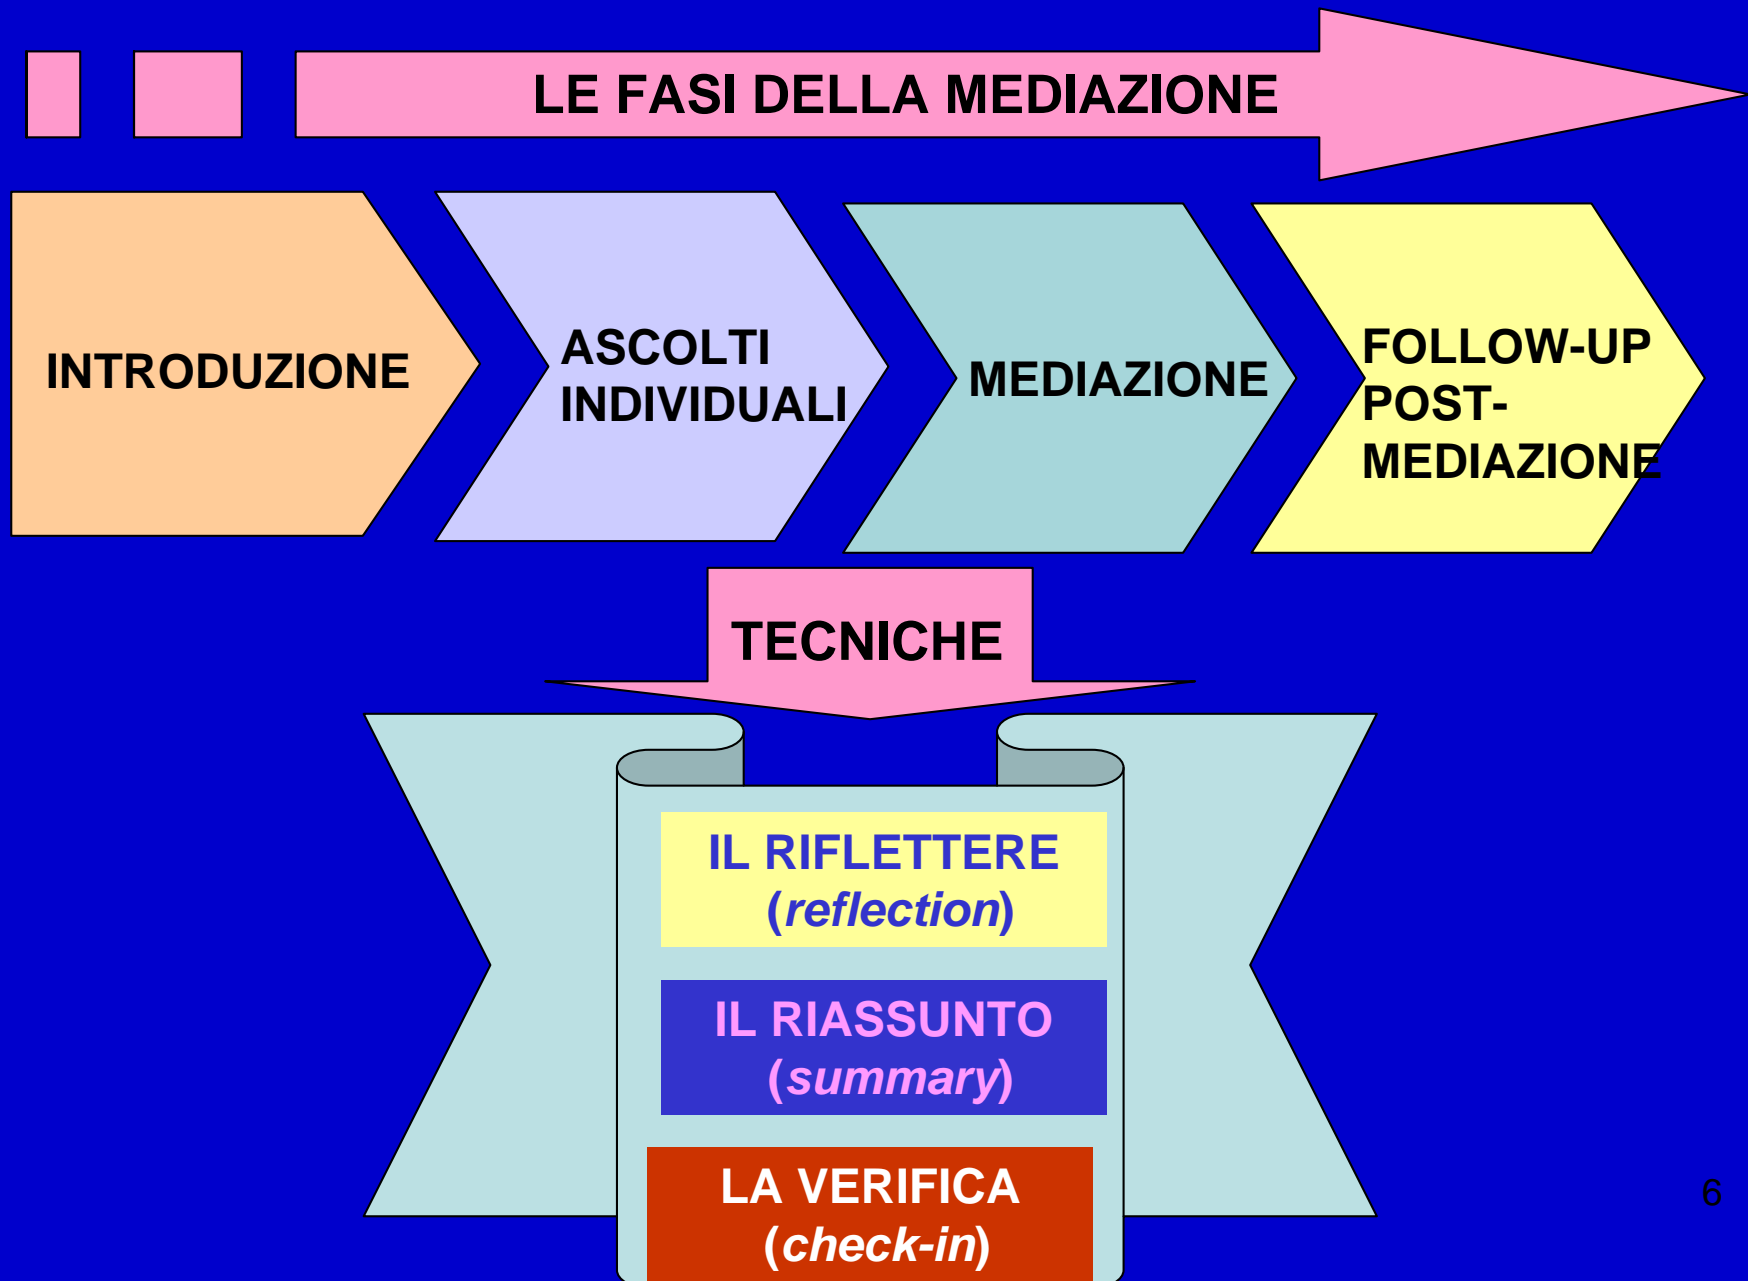 LE FASI DELLA MEDIAZIONE
INTRODUZIONE
ASCOLTI
INDIVIDUALI
MEDIAZIONE
FOLLOW-UP
POST-
MEDIAZIONE
TECNICHE
IL RIFLETTERE
(reflection)
IL RIASSUNTO
(summary)
LA VERIFICA
(check-in)
6